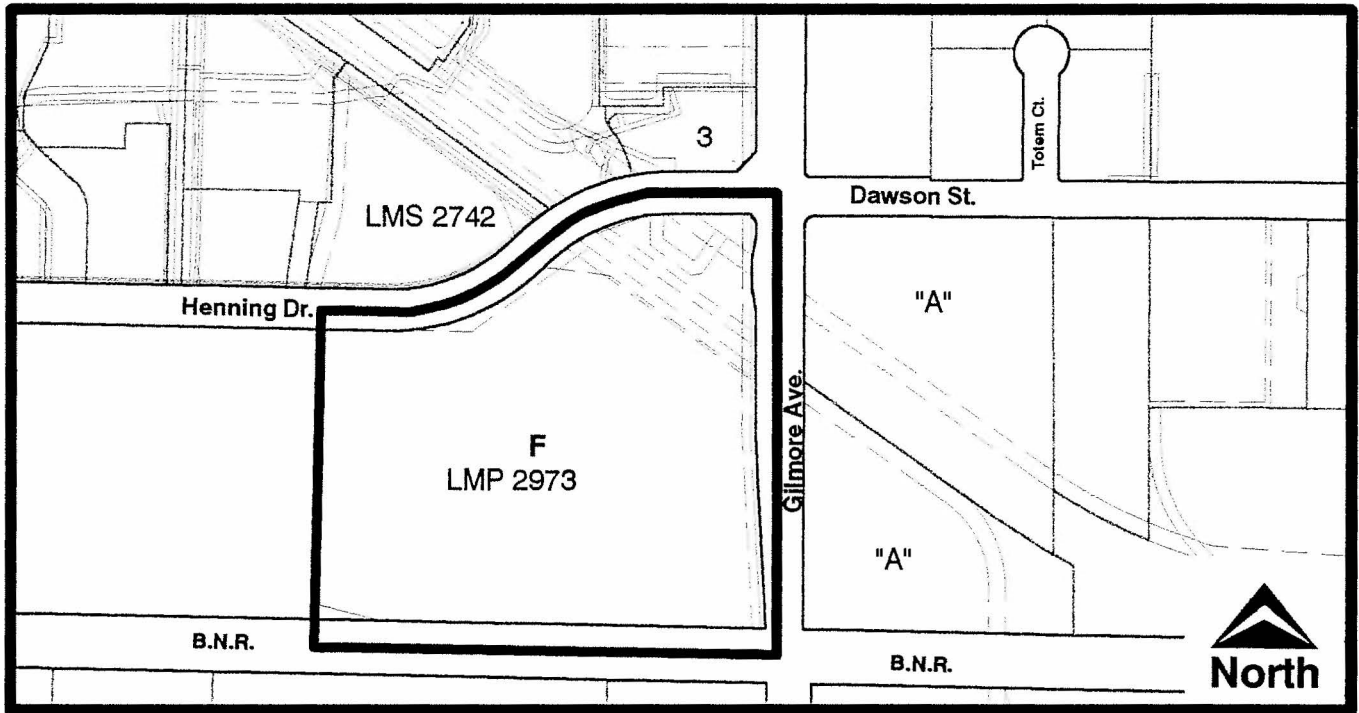 Totem Ct.
3
Dawson St.
LMS 2742
Henning Dr.
"A"
Gilmore Ave.
F
LMP 2973
"A"
B.N.R.
B.N.R.
North